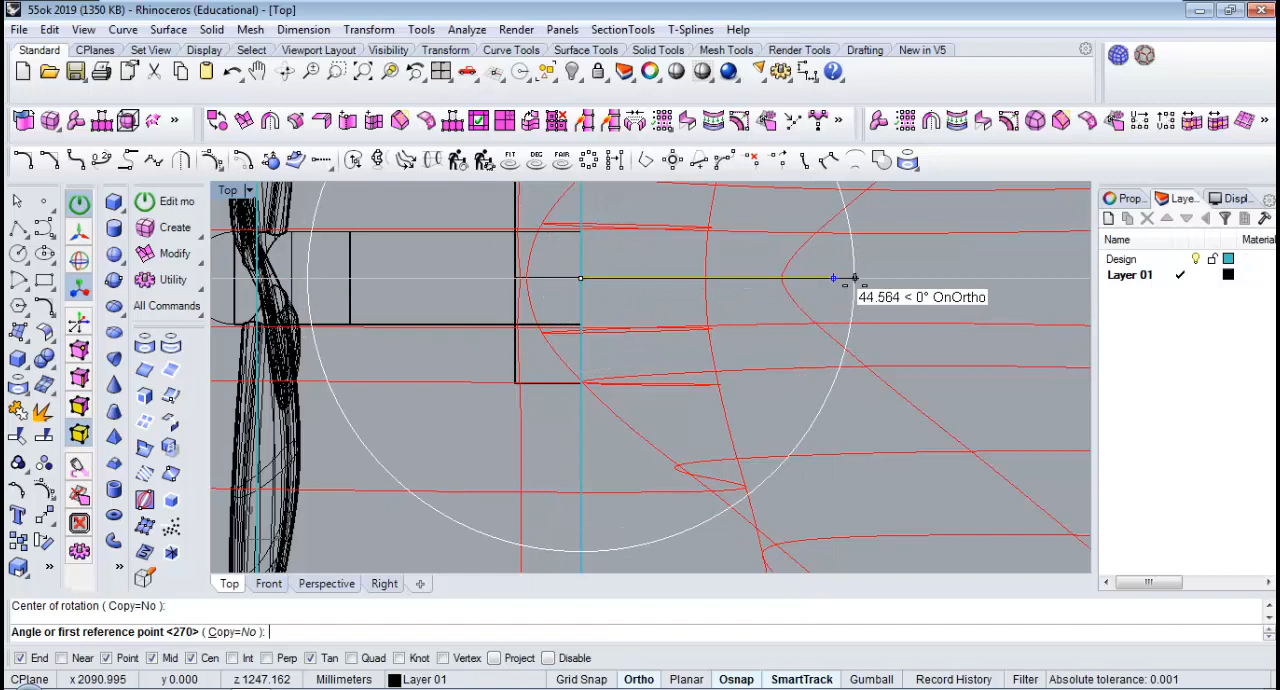 55ok 2019 (1350 KB) - Rhinoceros (Educational) - [Top]
File Edit View Curve Surface Solid Mesh Dimension Transform Tools Analyze Render Panels SectionTools T-Splines Help
Standard CPlanes Set View Display Select Viewport Layout Visibility Transform Curve Tools Surface Tools Solid Tools Mesh Tools Render Tools Drafting New in V5
FIT DEG FAIR
Top
Edit mo
Create
Modify
Utility
All Commands
44.564 < 0° OnOrtho
Prop... Laye... Displ...
Name Material
Design
Layer 01
Top Front Perspective Right
Center of rotation ( Copy=No ):
Angle or first reference point <270> ( Copy=No ):
End Near Point Mid Cen Int Perp Tan Quad Knot Vertex Project Disable
CPlane x 2090.995 y 0.000 z 1247.162 Millimeters Layer 01 Grid Snap Ortho Planar Osnap SmartTrack Gumball Record History Filter Absolute tolerance: 0.001